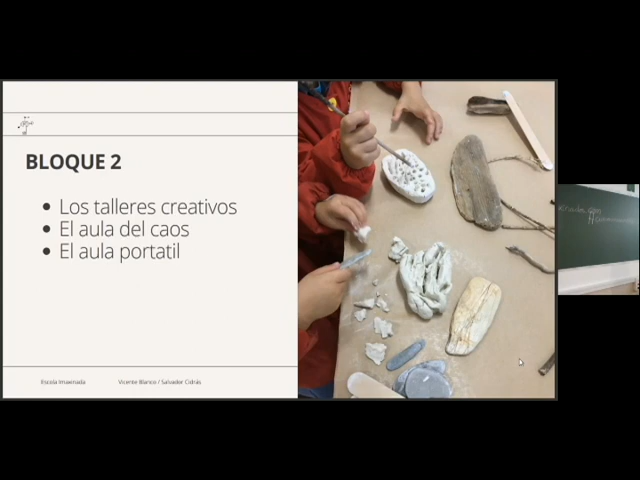 BLOQUE 2
Los talleres creativos
El aula del caos
El aula portatil
Escola Imaxinada
Vicente Blanco / Salvador Cidrás